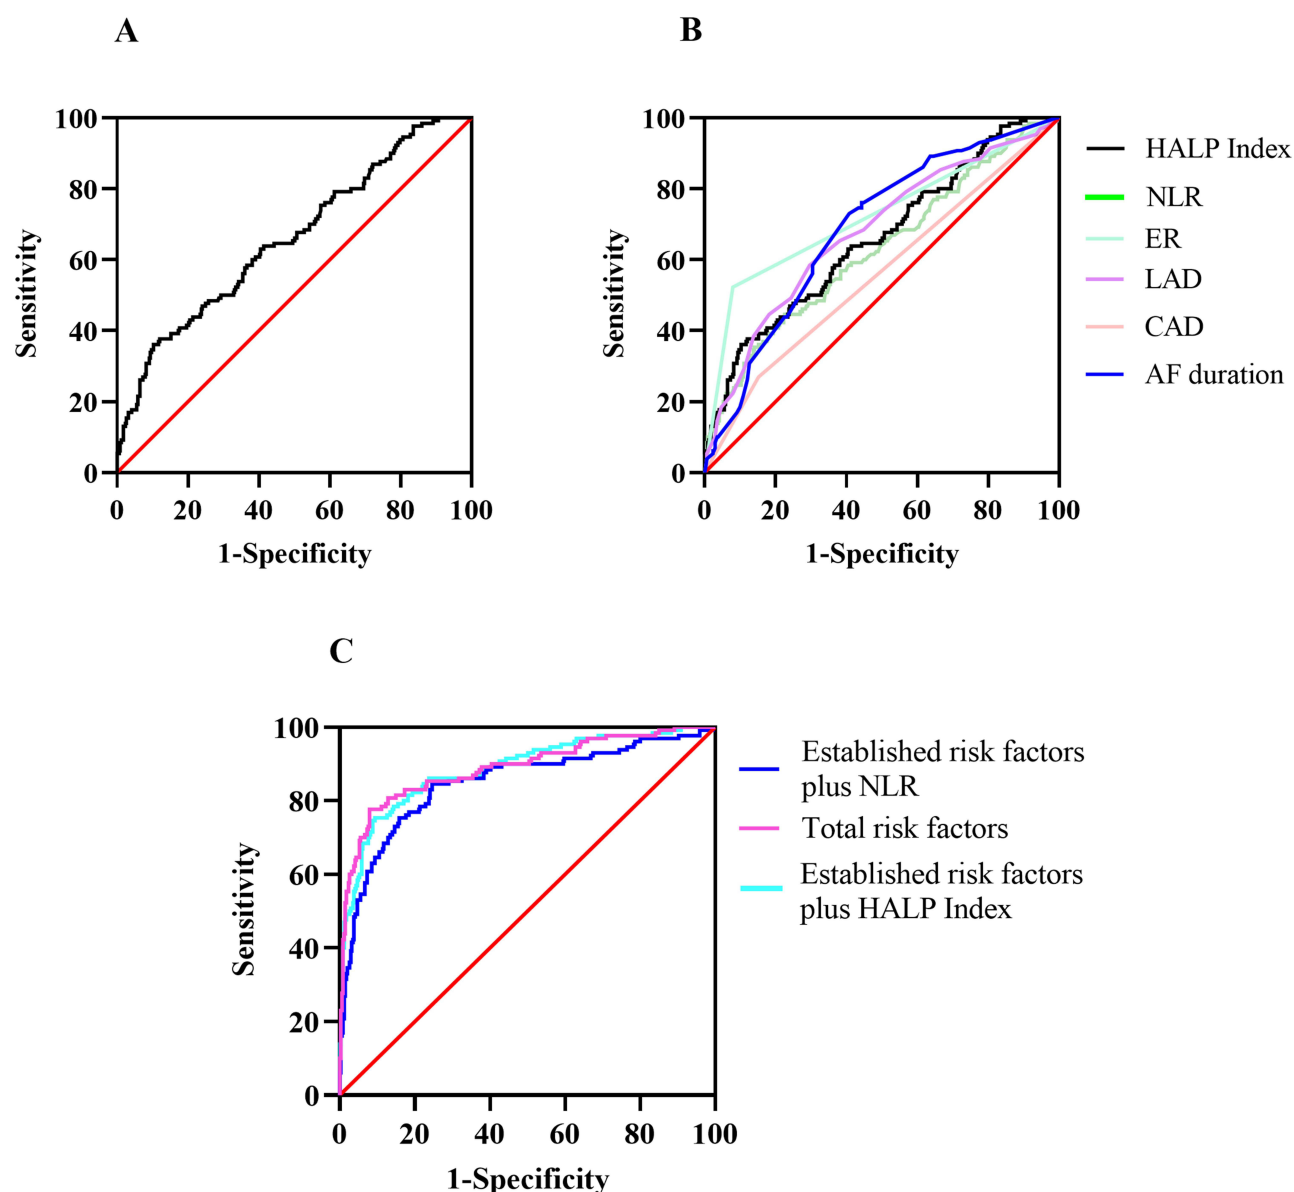 A
B
100
80
60
40
20
0
Sensitivity
0 20 40 60 80 100
1-Specificity
100
80
60
40
20
0
Sensitivity
0 20 40 60 80 100
1-Specificity
HALP Index
NLR
ER
LAD
CAD
AF duration
C
100
80
60
40
20
0
Sensitivity
0 20 40 60 80 100
1-Specificity
Established risk factors
plus NLR
Total risk factors
Established risk factors
plus HALP Index